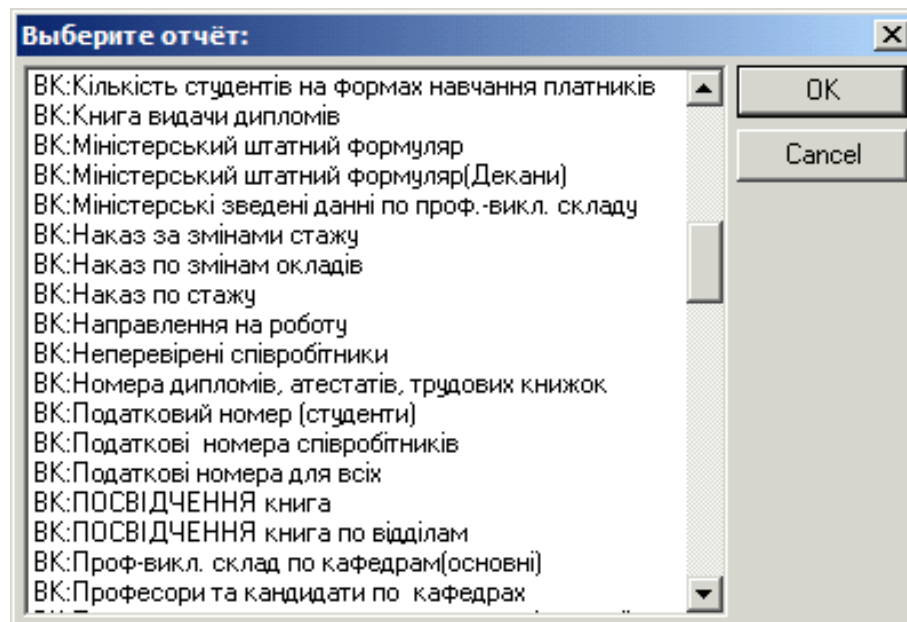 Выберите отчёт:
ВК:Кількість студентів на формах навчання платників
ВК:Книга видачи дипломів
ВК:Міністерський штатний формуляр
ВК:Міністерський штатний формуляр(Декани)
ВК:Міністерські зведені данні по проф.-викл. складу
ВК:Наказ за змінами стажу
ВК:Наказ по змінам окладів
ВК:Наказ по стажу
ВК:Направлення на роботу
ВК:Неперевірені співробітники
ВК:Номера дипломів, атестатів, трудових книжок
ВК:Податковий номер (студенти)
ВК:Податкові  номера співробітників
ВК:Податкові номера для всіх
ВК:ПОСВІДЧЕННЯ книга
ВК:ПОСВІДЧЕННЯ книга по відділам
ВК:Проф-викл. склад по кафедрам(основні)
ВК:Професори та кандидати по  кафедрах
OK
Cancel